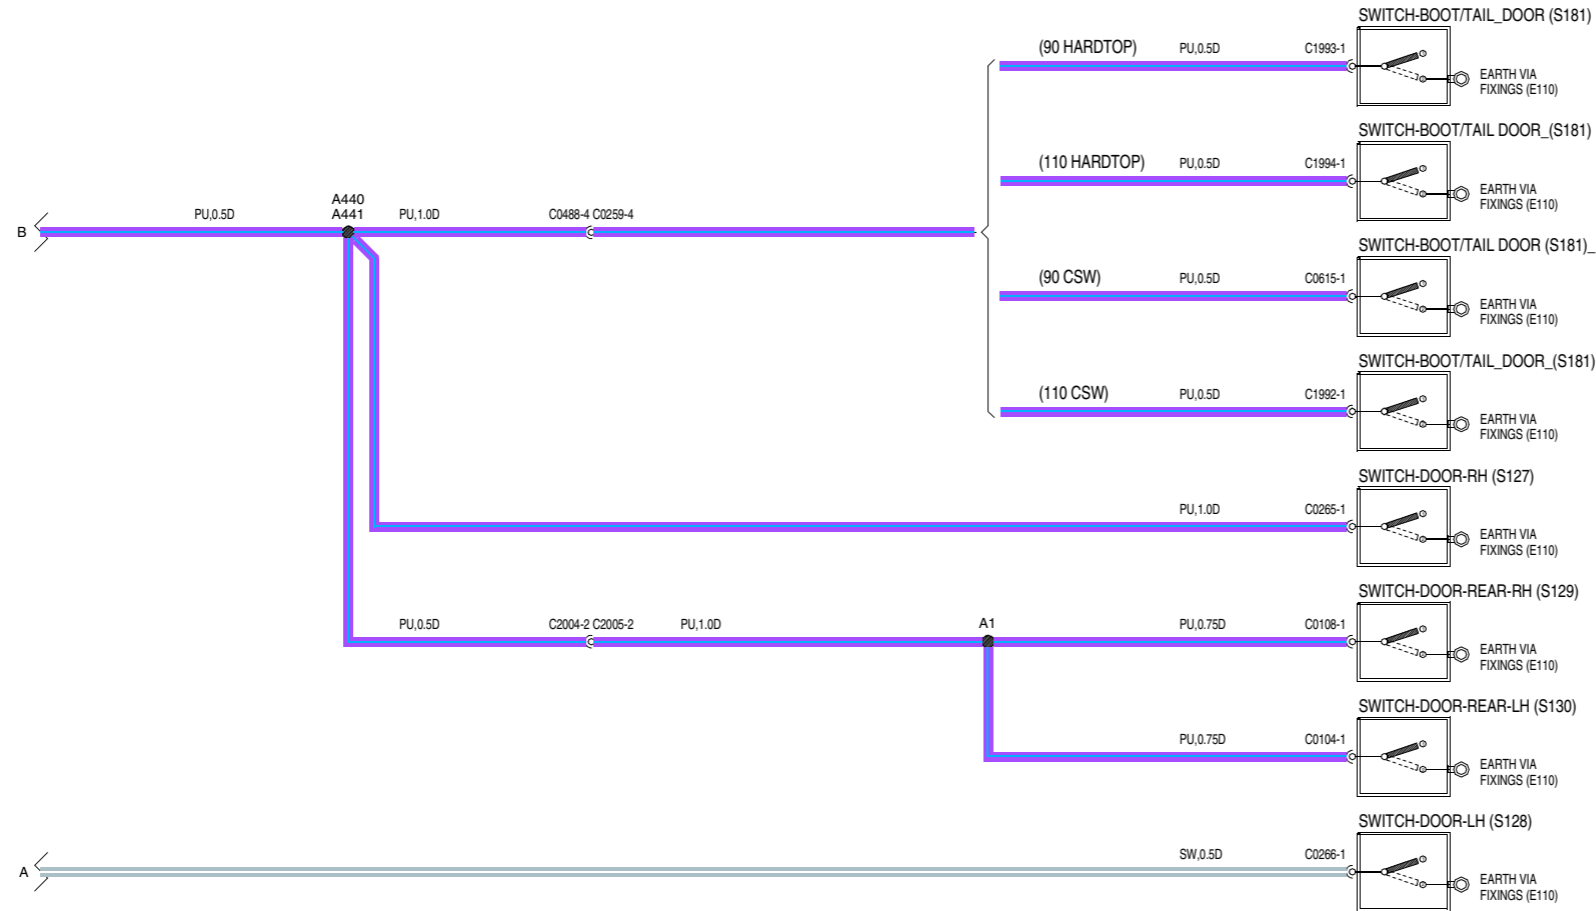 SWITCH-BOOT/TAIL_DOOR (S181)
(90 HARDTOP) PU,0.5D C1993-1
EARTH VIA
FIXINGS (E110)
SWITCH-BOOT/TAIL DOOR_(S181)
(110 HARDTOP) PU,0.5D C1994-1
EARTH VIA
FIXINGS (E110)
A440
A441
B PU,0.5D PU,1.0D C0488-4 C0259-4
SWITCH-BOOT/TAIL DOOR (S181)_
(90 CSW) PU,0.5D C0615-1
EARTH VIA
FIXINGS (E110)
SWITCH-BOOT/TAIL_DOOR_(S181)
(110 CSW) PU,0.5D C1992-1
EARTH VIA
FIXINGS (E110)
SWITCH-DOOR-RH (S127)
PU,1.0D C0265-1
EARTH VIA
FIXINGS (E110)
SWITCH-DOOR-REAR-RH (S129)
PU,0.5D C2004-2 C2005-2 PU,1.0D A1 PU,0.75D C0108-1
EARTH VIA
FIXINGS (E110)
SWITCH-DOOR-REAR-LH (S130)
PU,0.75D C0104-1
EARTH VIA
FIXINGS (E110)
SWITCH-DOOR-LH (S128)
A SW,0.5D C0266-1
EARTH VIA
FIXINGS (E110)